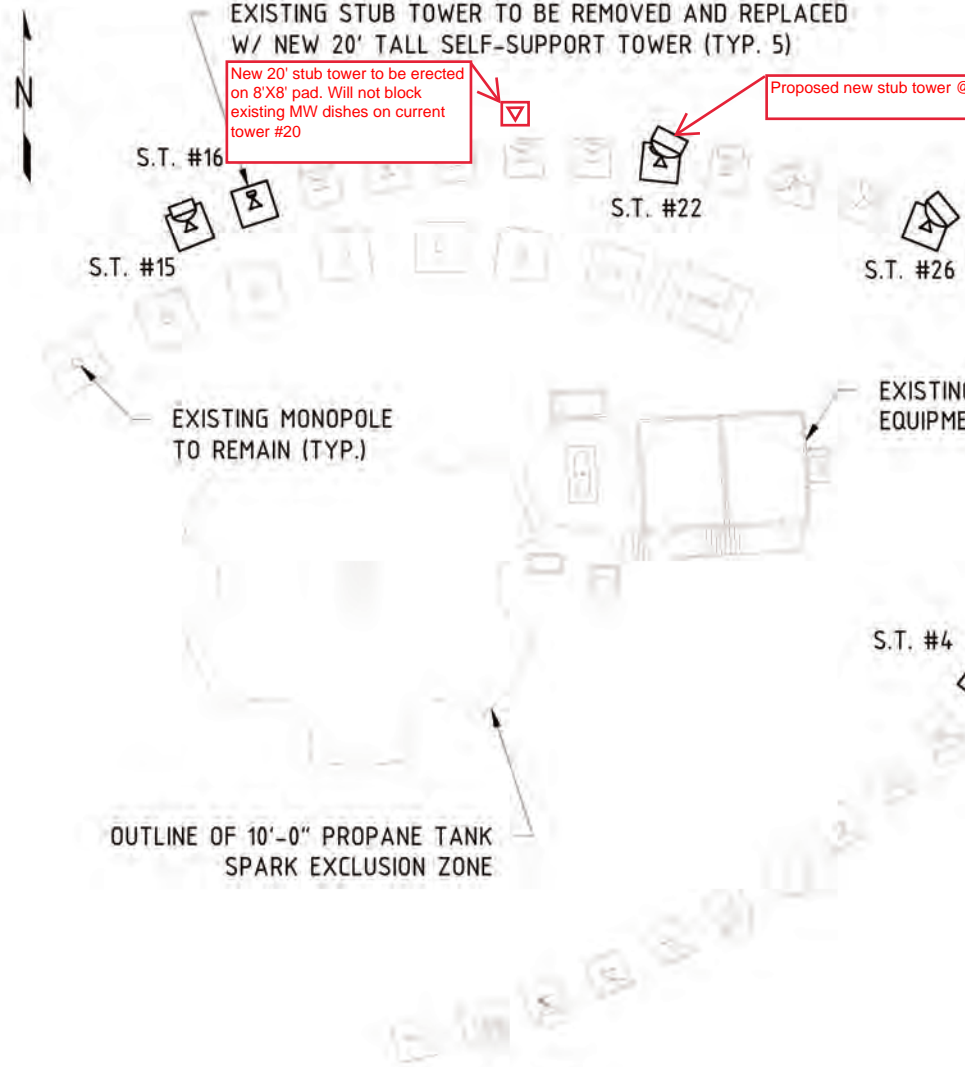 EXISTING STUB TOWER TO BE REMOVED AND REPLACED
W/ NEW 20' TALL SELF-SUPPORT TOWER (TYP. 5)
N
New 20' stub tower to be erected
on 8'X8' pad. Will not block
existing MW dishes on current
tower #20
Proposed new stub tower @
S.T. #16
S.T. #22
S.T. #15
S.T. #26
EXISTING
EQUIPME
EXISTING MONOPOLE
TO REMAIN (TYP.)
S.T. #4
OUTLINE OF 10'-0" PROPANE TANK
SPARK EXCLUSION ZONE